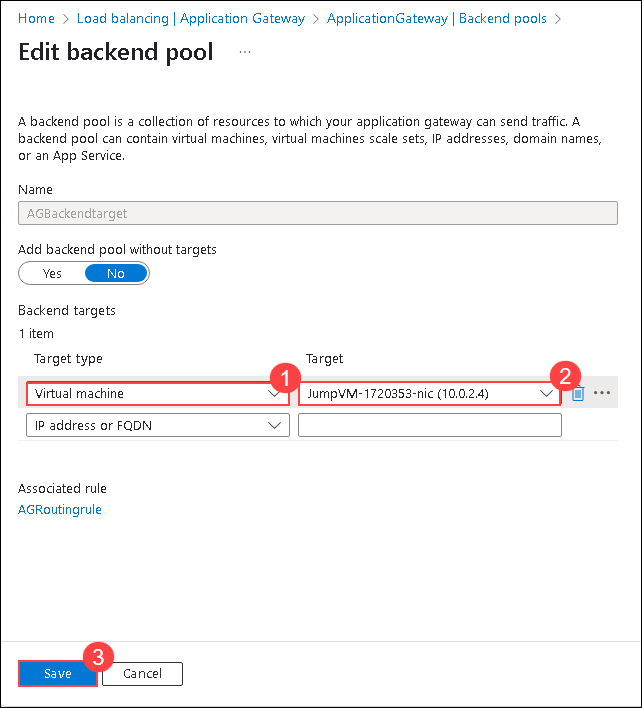 Home > Load balancing | Application Gateway > ApplicationGateway | Backend pools >
Edit backend pool ...
A backend pool is a collection of resources to which your application gateway can send traffic. A
backend pool can contain virtual machines, virtual machines scale sets, IP addresses, domain names,
or an App Service.
Name
AGBackendtarget
Add backend pool without targets
Yes No
Backend targets
1 item
Target type Target
1 2
Virtual machine JumpVM-1720353-nic (10.0.2.4)
IP address or FQDN
Associated rule
AGRoutingrule
3
Save Cancel